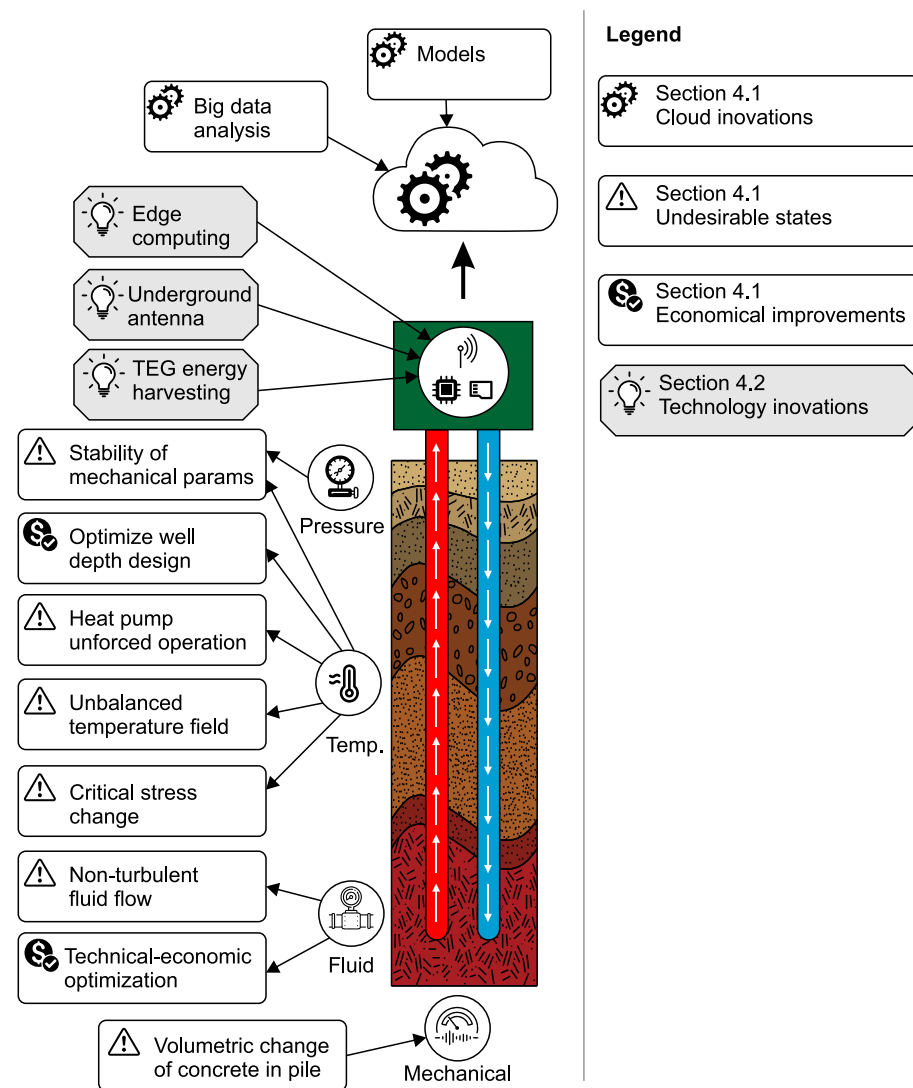 Models
Big data
analysis
Edge
computing
Underground
antenna
TEG energy
harvesting
Stability of
mechanical params
Pressure
Optimize well
depth design
Heat pump
unforced operation
Unbalanced
temperature field
Temp.
Critical stress
change
Non-turbulent
fluid flow
Technical-economic
optimization
Fluid
Volumetric change
of concrete in pile
Mechanical
Legend
Section 4.1
Cloud inovations
Section 4.1
Undesirable states
Section 4.1
Economical improvements
Section 4.2
Technology inovations